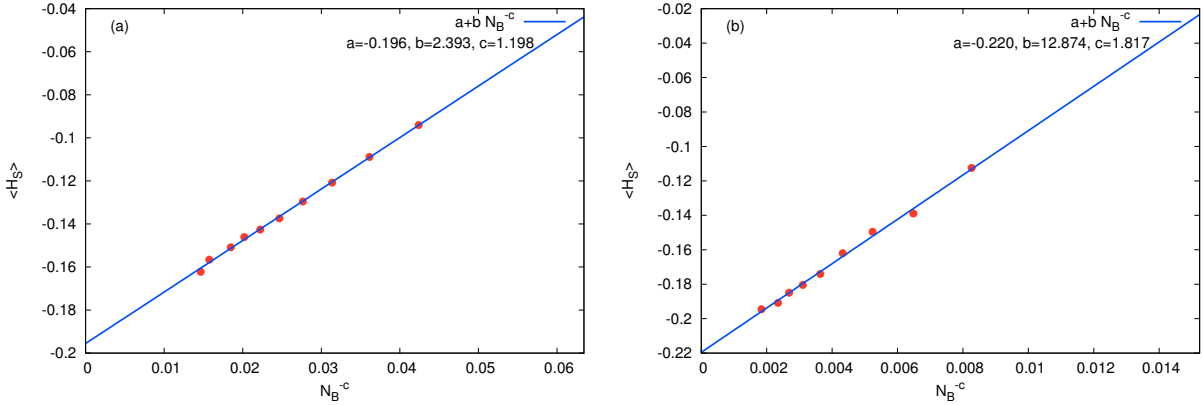 (a)
a+b N_B^-c
a=-0.196, b=2.393, c=1.198
-0.04
-0.06
-0.08
-0.1
-0.12
-0.14
-0.16
-0.18
-0.2
<H_S>
0 0.01 0.02 0.03 0.04 0.05 0.06
N_B^-c
(b)
a+b N_B^-c
a=-0.220, b=12.874, c=1.817
-0.02
-0.04
-0.06
-0.08
-0.1
-0.12
-0.14
-0.16
-0.18
-0.2
-0.22
<H_S>
0 0.002 0.004 0.006 0.008 0.01 0.012 0.014
N_B^-c